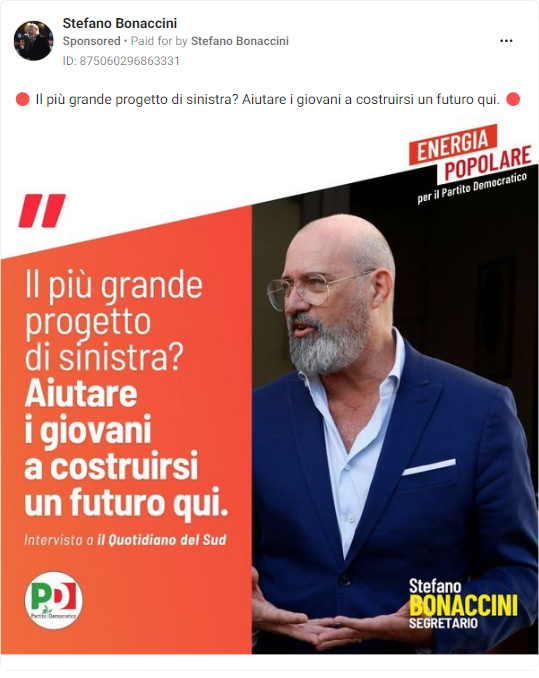 Stefano Bonaccini
Sponsored • Paid for by Stefano Bonaccini
ID: 875060296863331
🔴 Il più grande progetto di sinistra? Aiutare i giovani a costruirsi un futuro qui. 🔴
ENERGIA
POPOLARE
per il Partito Democratico
Il più grande
progetto
di sinistra?
Aiutare
i giovani
a costruirsi
un futuro qui.
Intervista a il Quotidiano del Sud
PD
Partito Democratico
Stefano
BONACCINI
SEGRETARIO